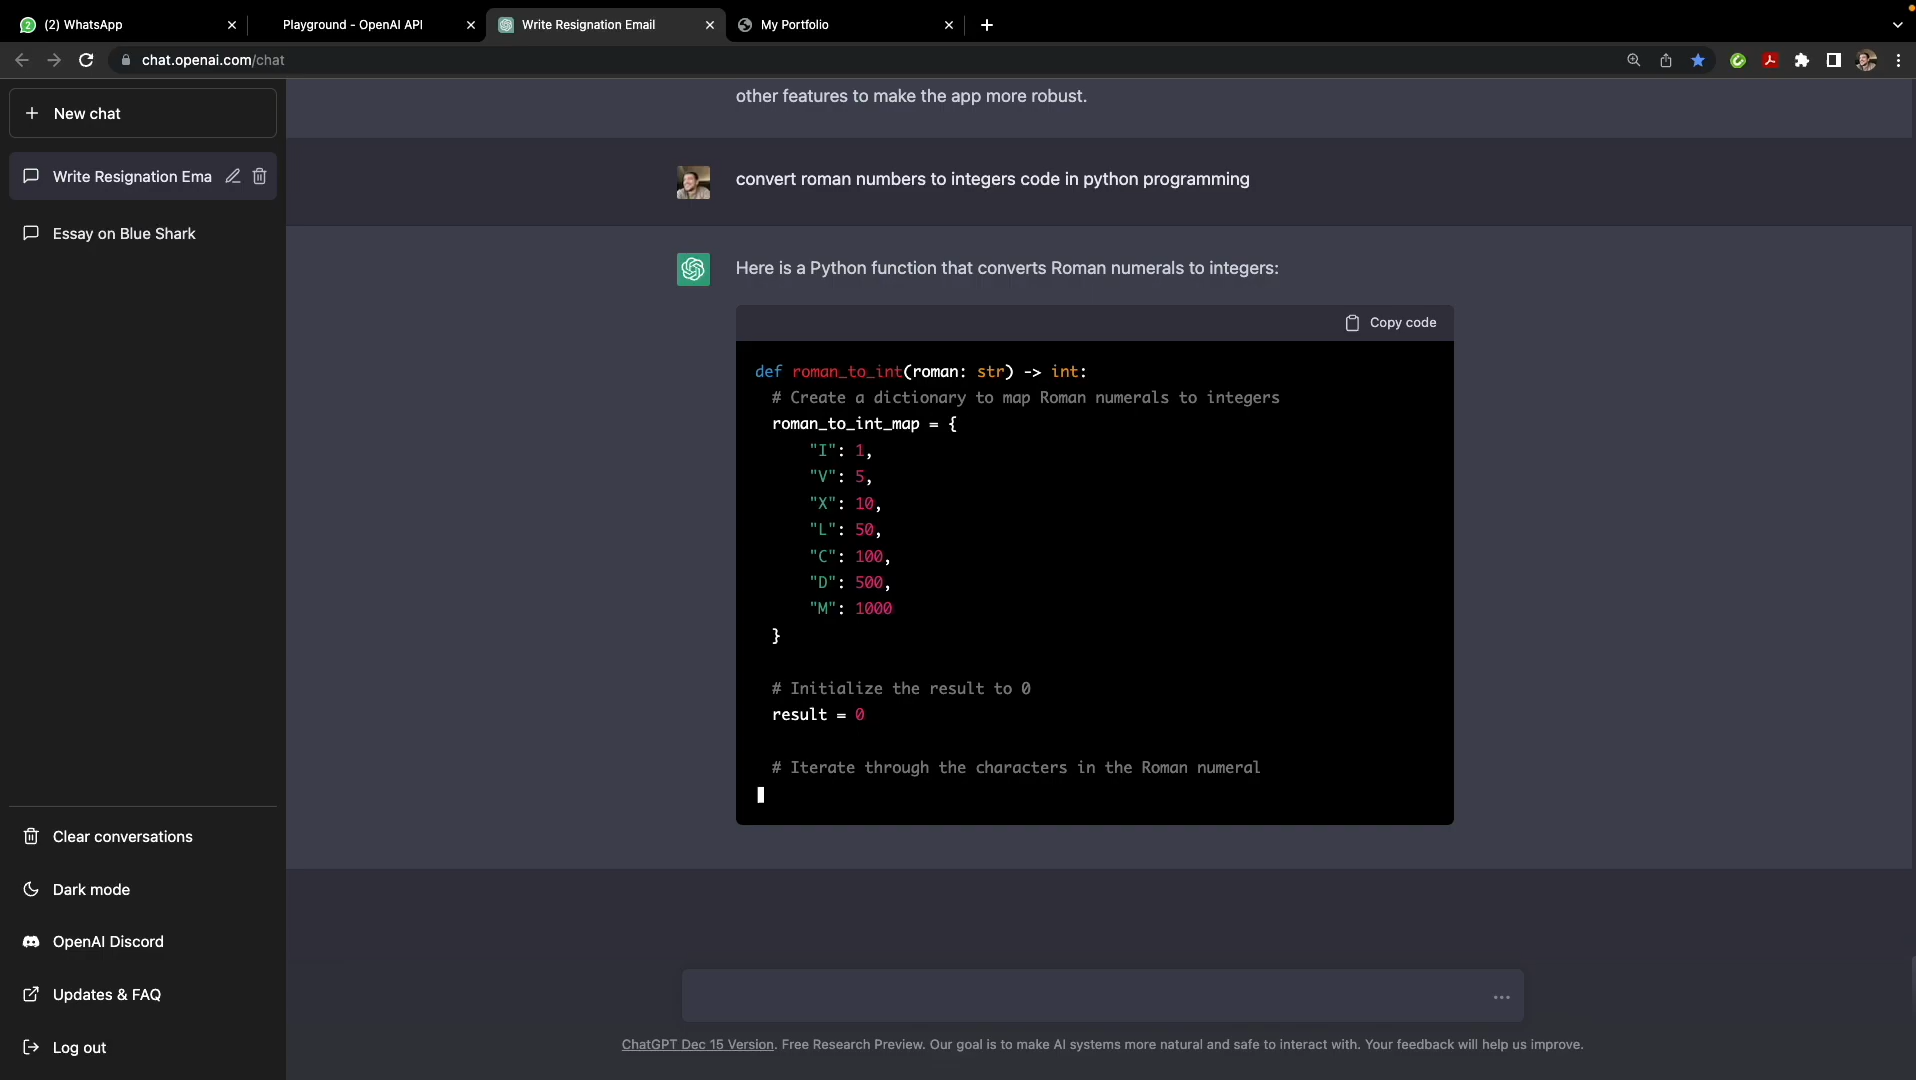 (2) WhatsApp
Playground - OpenAI API
Write Resignation Email
My Portfolio
chat.openai.com/chat
New chat
Write Resignation Ema
Essay on Blue Shark
Clear conversations
Dark mode
OpenAI Discord
Updates & FAQ
Log out
other features to make the app more robust.
convert roman numbers to integers code in python programming
Here is a Python function that converts Roman numerals to integers:
Copy code
def roman_to_int(roman: str) -> int:
# Create a dictionary to map Roman numerals to integers
roman_to_int_map = {
"I": 1,
"V": 5,
"X": 10,
"L": 50,
"C": 100,
"D": 500,
"M": 1000
}
# Initialize the result to 0
result = 0
# Iterate through the characters in the Roman numeral
ChatGPT Dec 15 Version. Free Research Preview. Our goal is to make AI systems more natural and safe to interact with. Your feedback will help us improve.